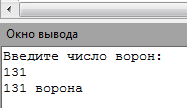 Окно вывода
Введите число ворон:
131
131 ворона